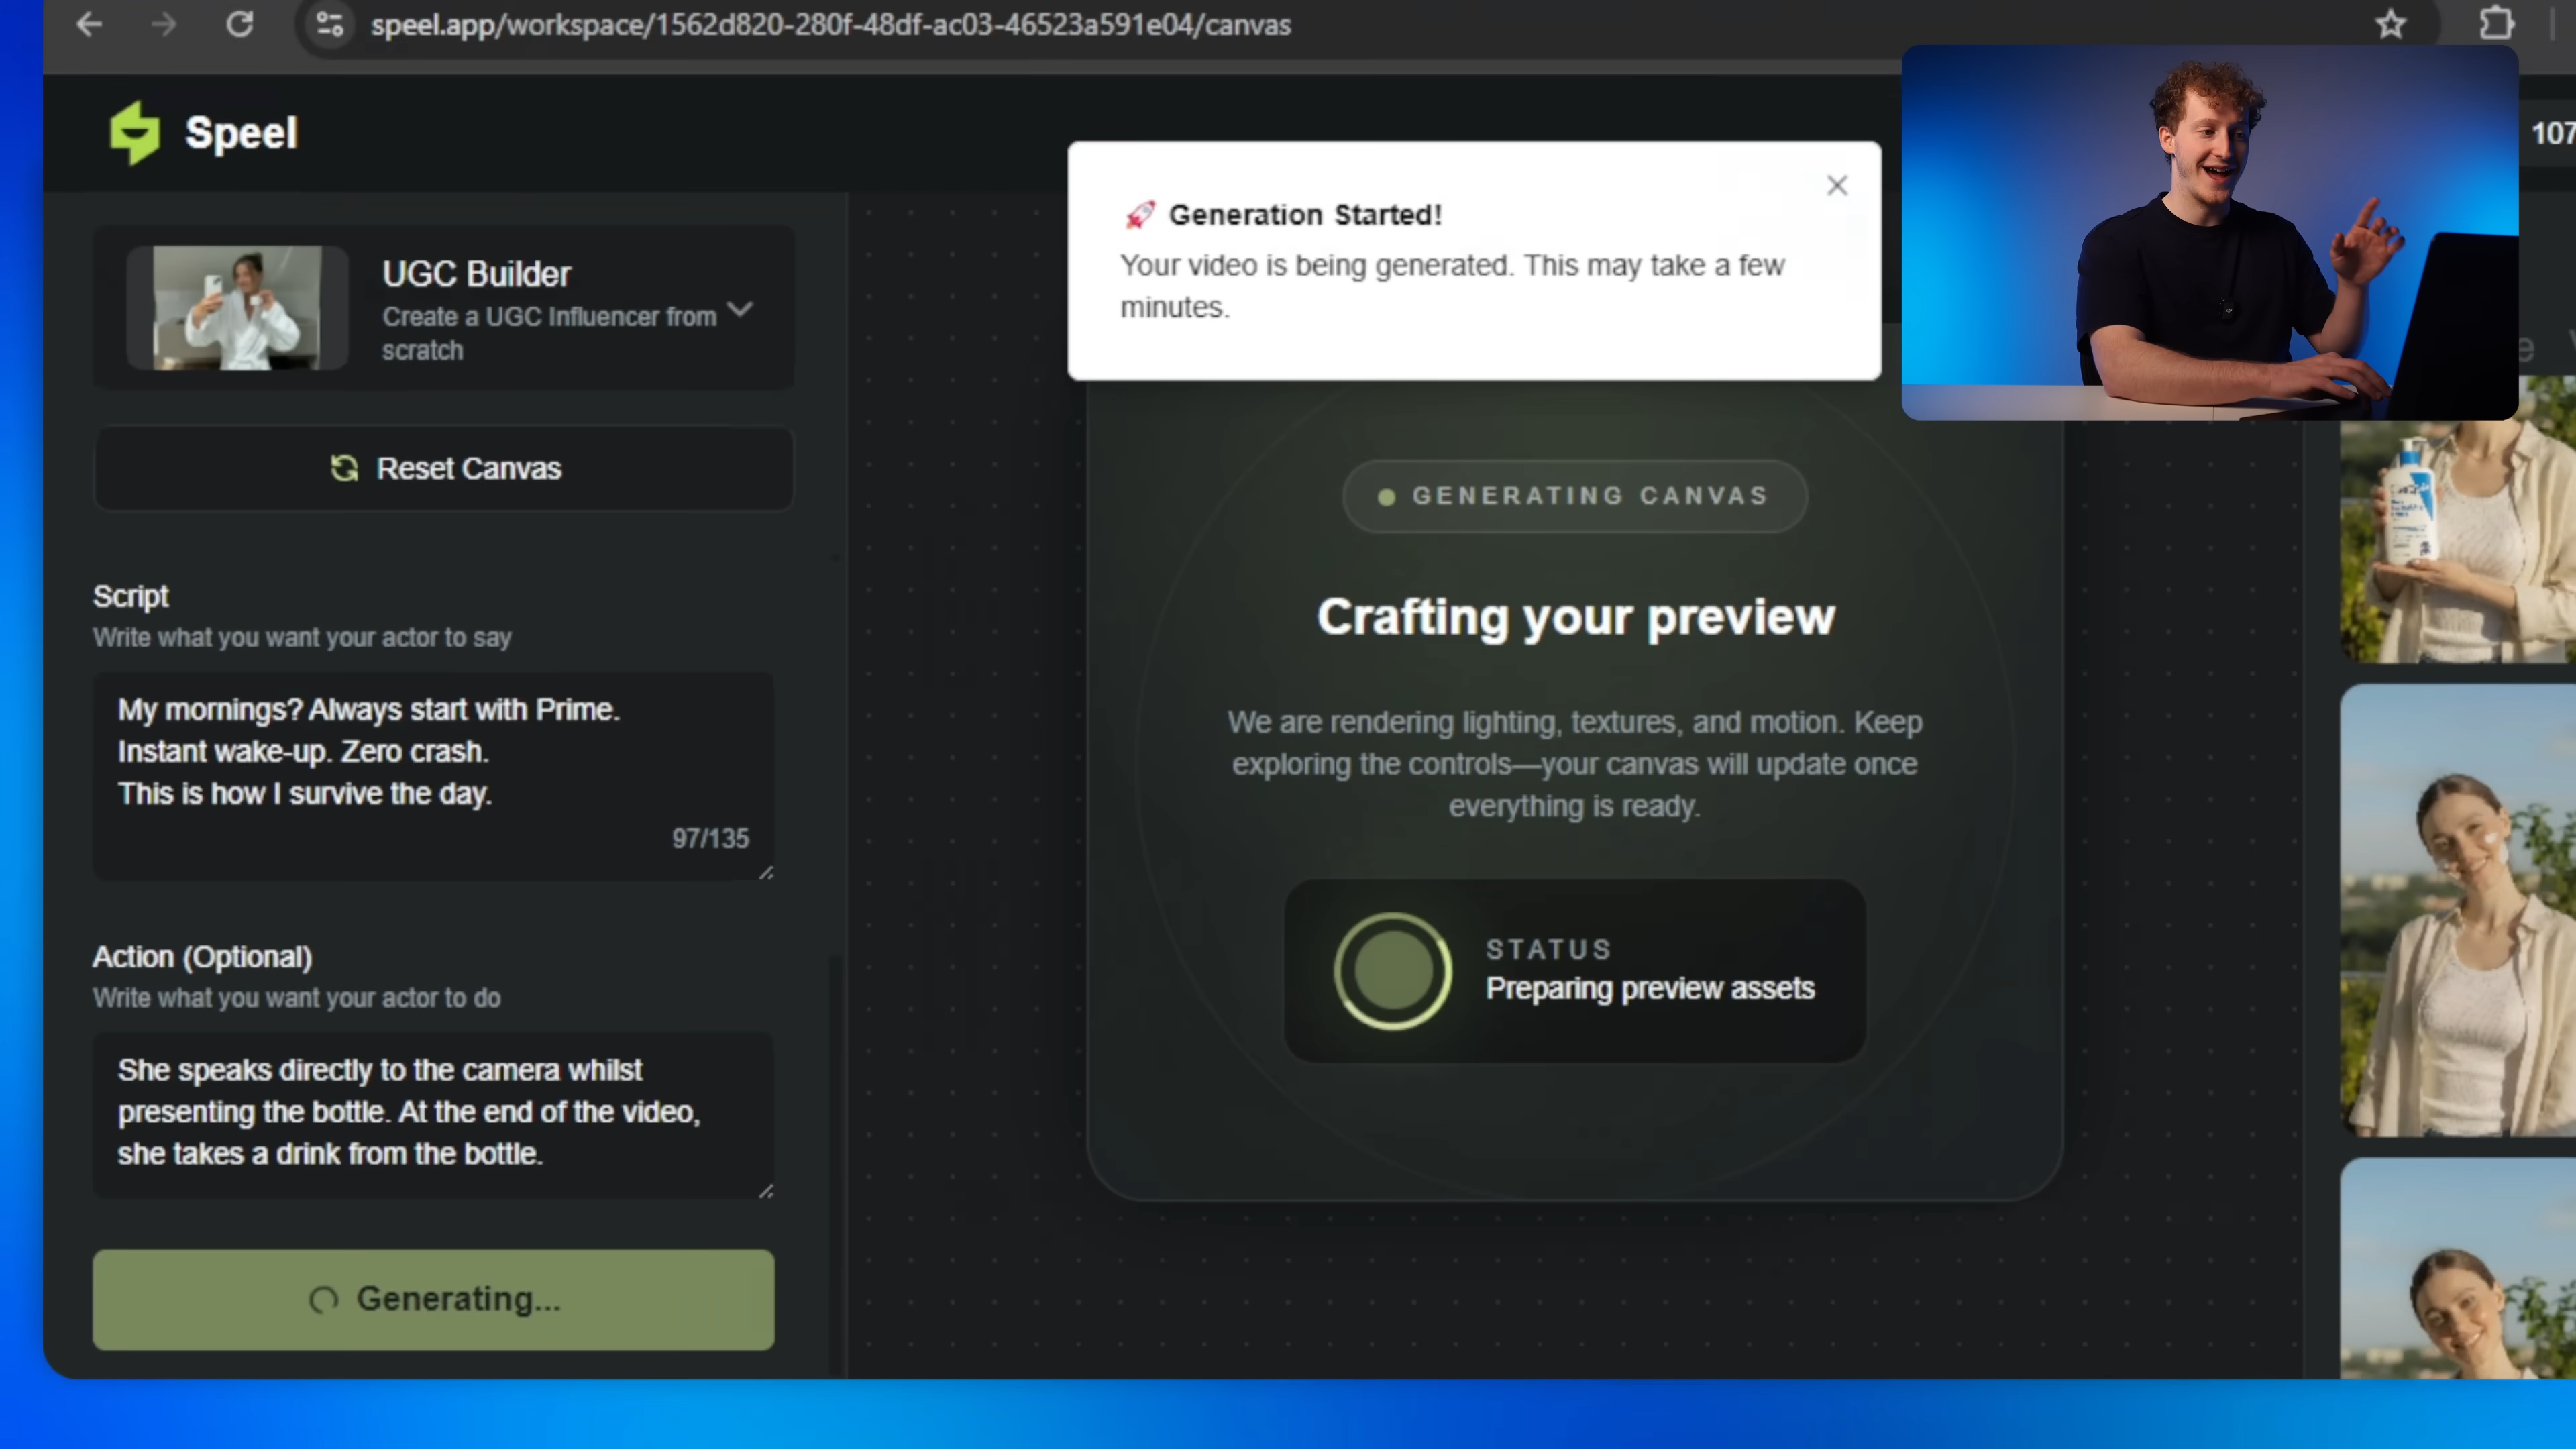 speel.app/workspace/1562d820-280f-48df-ac03-46523a591e04/canvas
Speel
107
🚀 Generation Started!
Your video is being generated. This may take a few
minutes.
UGC Builder
Create a UGC Influencer from
scratch
Reset Canvas
GENERATING CANVAS
Script
Write what you want your actor to say
Crafting your preview
My mornings? Always start with Prime.
Instant wake-up. Zero crash.
This is how I survive the day.
97/135
We are rendering lighting, textures, and motion. Keep
exploring the controls—your canvas will update once
everything is ready.
STATUS
Preparing preview assets
Action (Optional)
Write what you want your actor to do
She speaks directly to the camera whilst
presenting the bottle. At the end of the video,
she takes a drink from the bottle.
Generating...